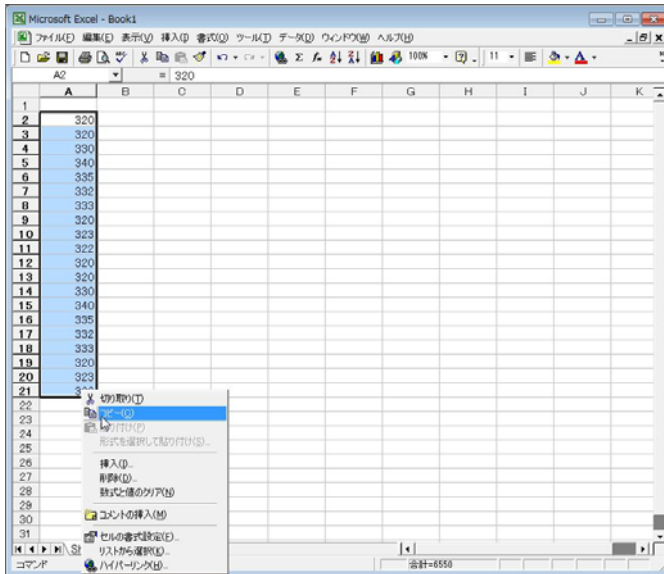 Microsoft Excel - Book1
ファイル(F) 編集(E) 表示(V) 挿入(I) 書式(O) ツール(T) データ(D) ウィンドウ(W) ヘルプ(H)
100% 11
A2 = 320
A B C D E F G H I J K
1
2 320
3 320
4 330
5 340
6 335
7 332
8 333
9 320
10 323
11 322
12 320
13 320
14 330
15 340
16 335
17 332
18 333
19 320
20 323
21
22
23
24
25
26
27
28
29
30
31
切り取り(T)
コピー(C)
貼り付け(P)
形式を選択して貼り付け(S)...
挿入(I)...
削除(D)...
数式と値のクリア(N)
コメントの挿入(M)
セルの書式設定(F)...
リストから選択(K)...
ハイパーリンク(H)...
コマンド 合計=6550